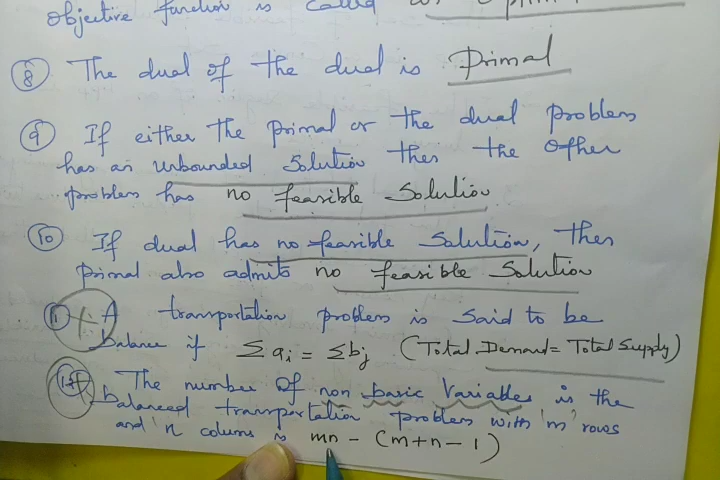 objective function is called
⑧ The dual of the dual is Primal
⑨ If either the primal or the dual problem
has an unbounded solution then the other
problem has no feasible solution
⑩ If dual has no feasible solution, then
primal also admits no feasible solution
⑪ A transportation problem is said to be
balance if Σai = Σbj (Total Demand = Total Supply)
The number of non basic variables in the
balanced transportation problem with 'm' rows
and 'n' colums is mn - (m+n-1)